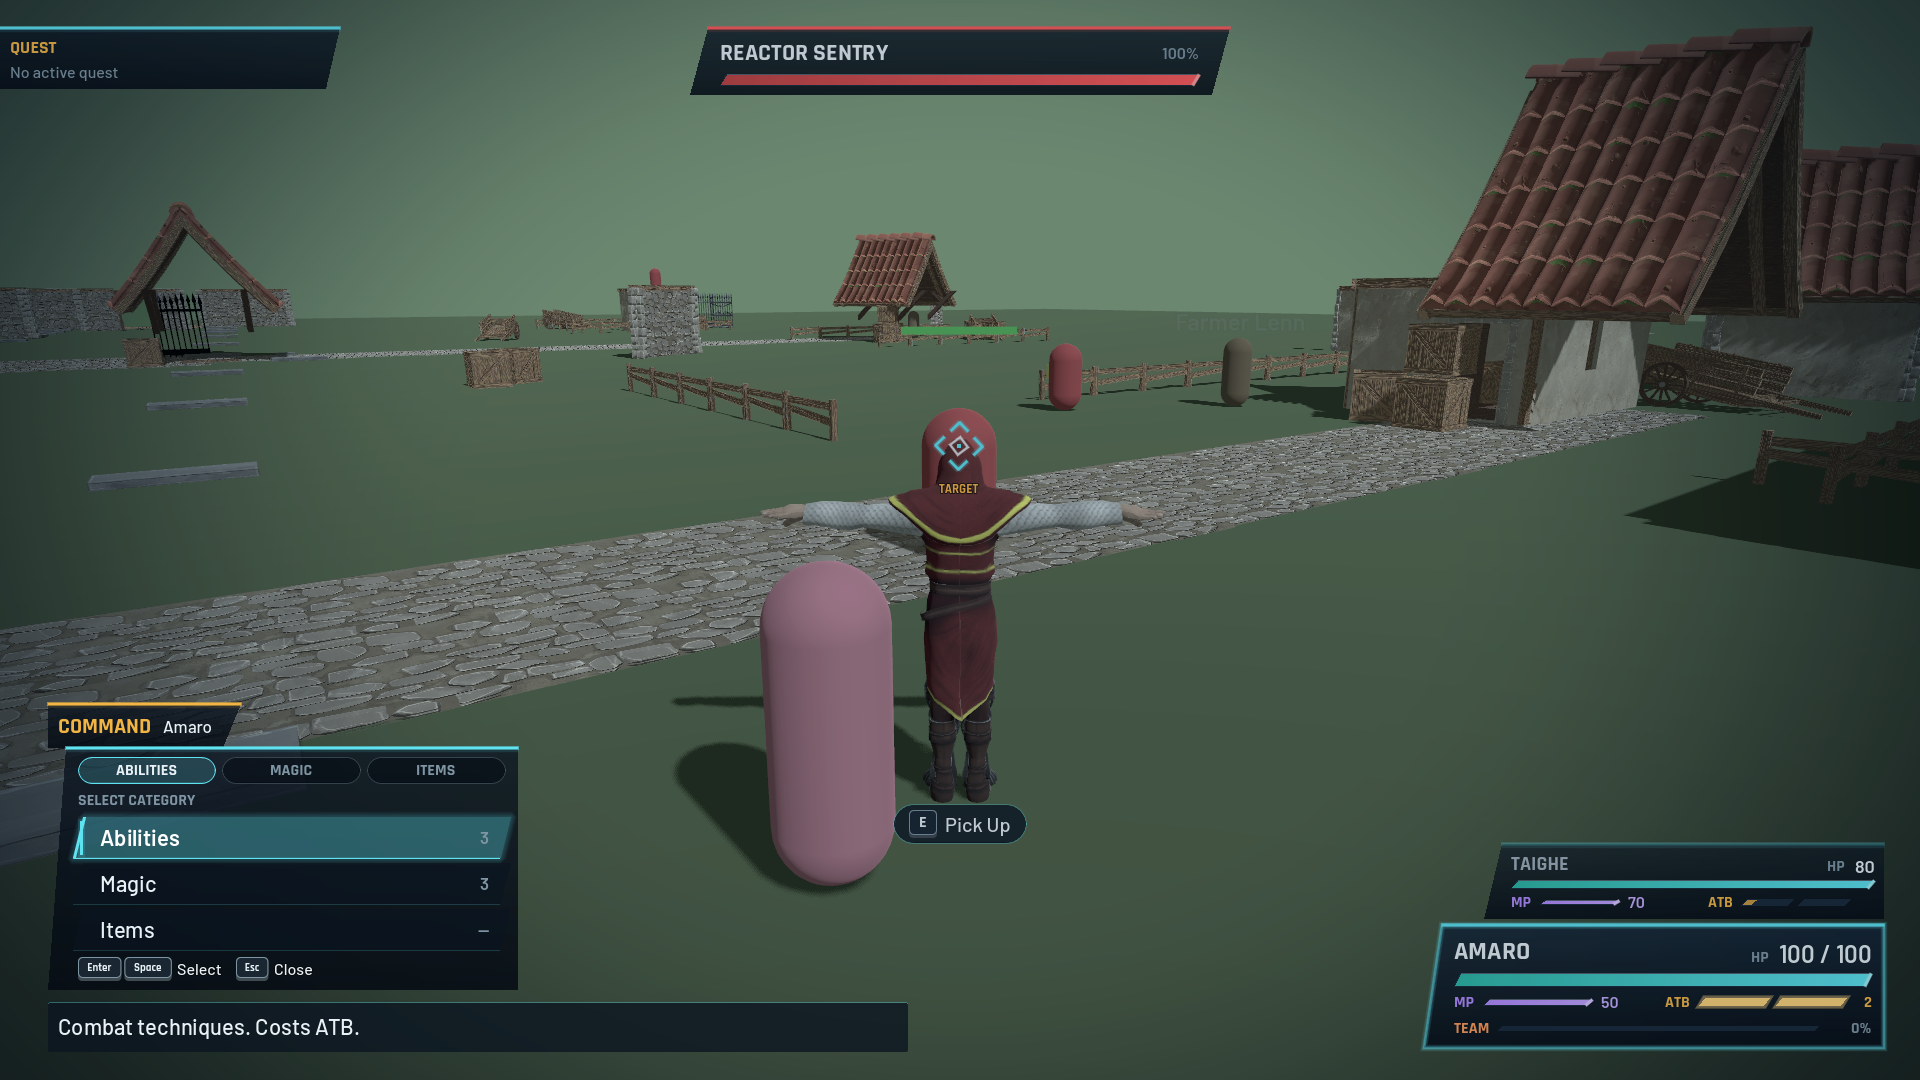 QUEST
No active quest
REACTOR SENTRY
100%
Farmer Lenn
TARGET
E Pick Up
COMMAND Amaro
ABILITIES MAGIC ITEMS
SELECT CATEGORY
Abilities 3
Magic 3
Items –
Enter Space Select Esc Close
Combat techniques. Costs ATB.
TAIGHE HP 80
MP 70 ATB
AMARO HP 100 / 100
MP 50 ATB 2
TEAM 0%